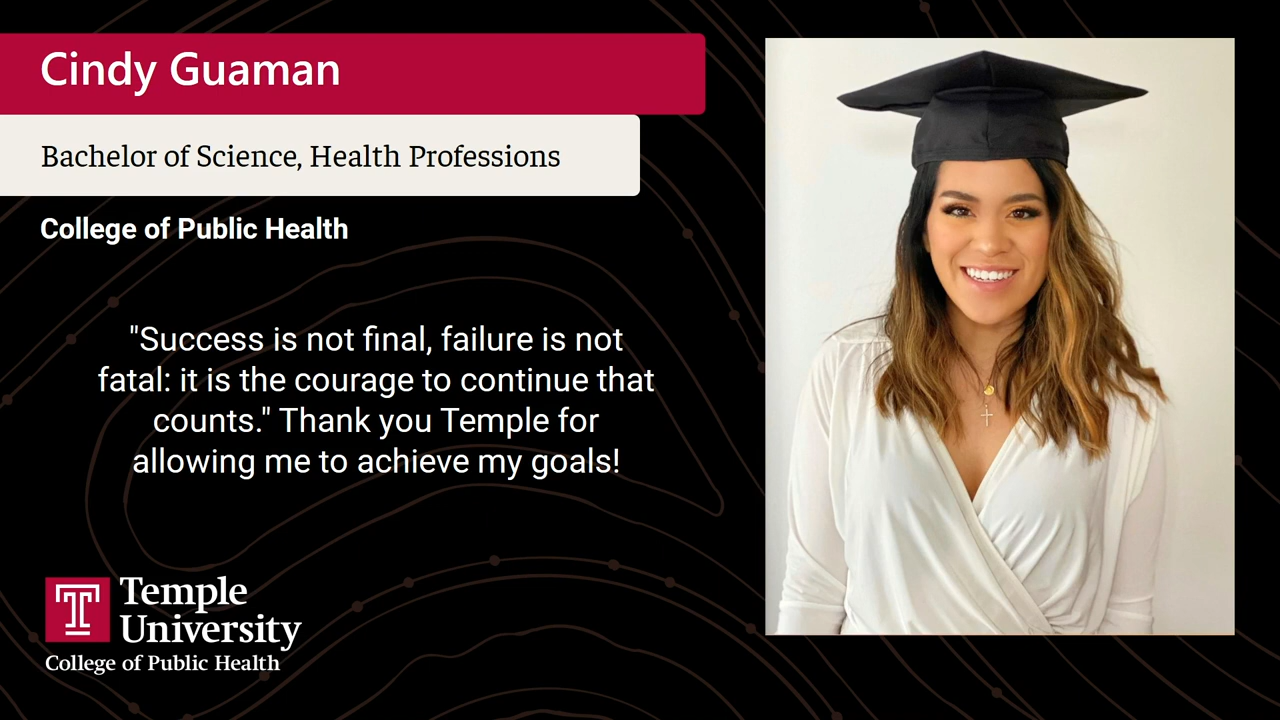 Cindy Guaman
Bachelor of Science, Health Professions
College of Public Health
"Success is not final, failure is not
fatal: it is the courage to continue that
counts." Thank you Temple for
allowing me to achieve my goals!
T
Temple
University
College of Public Health